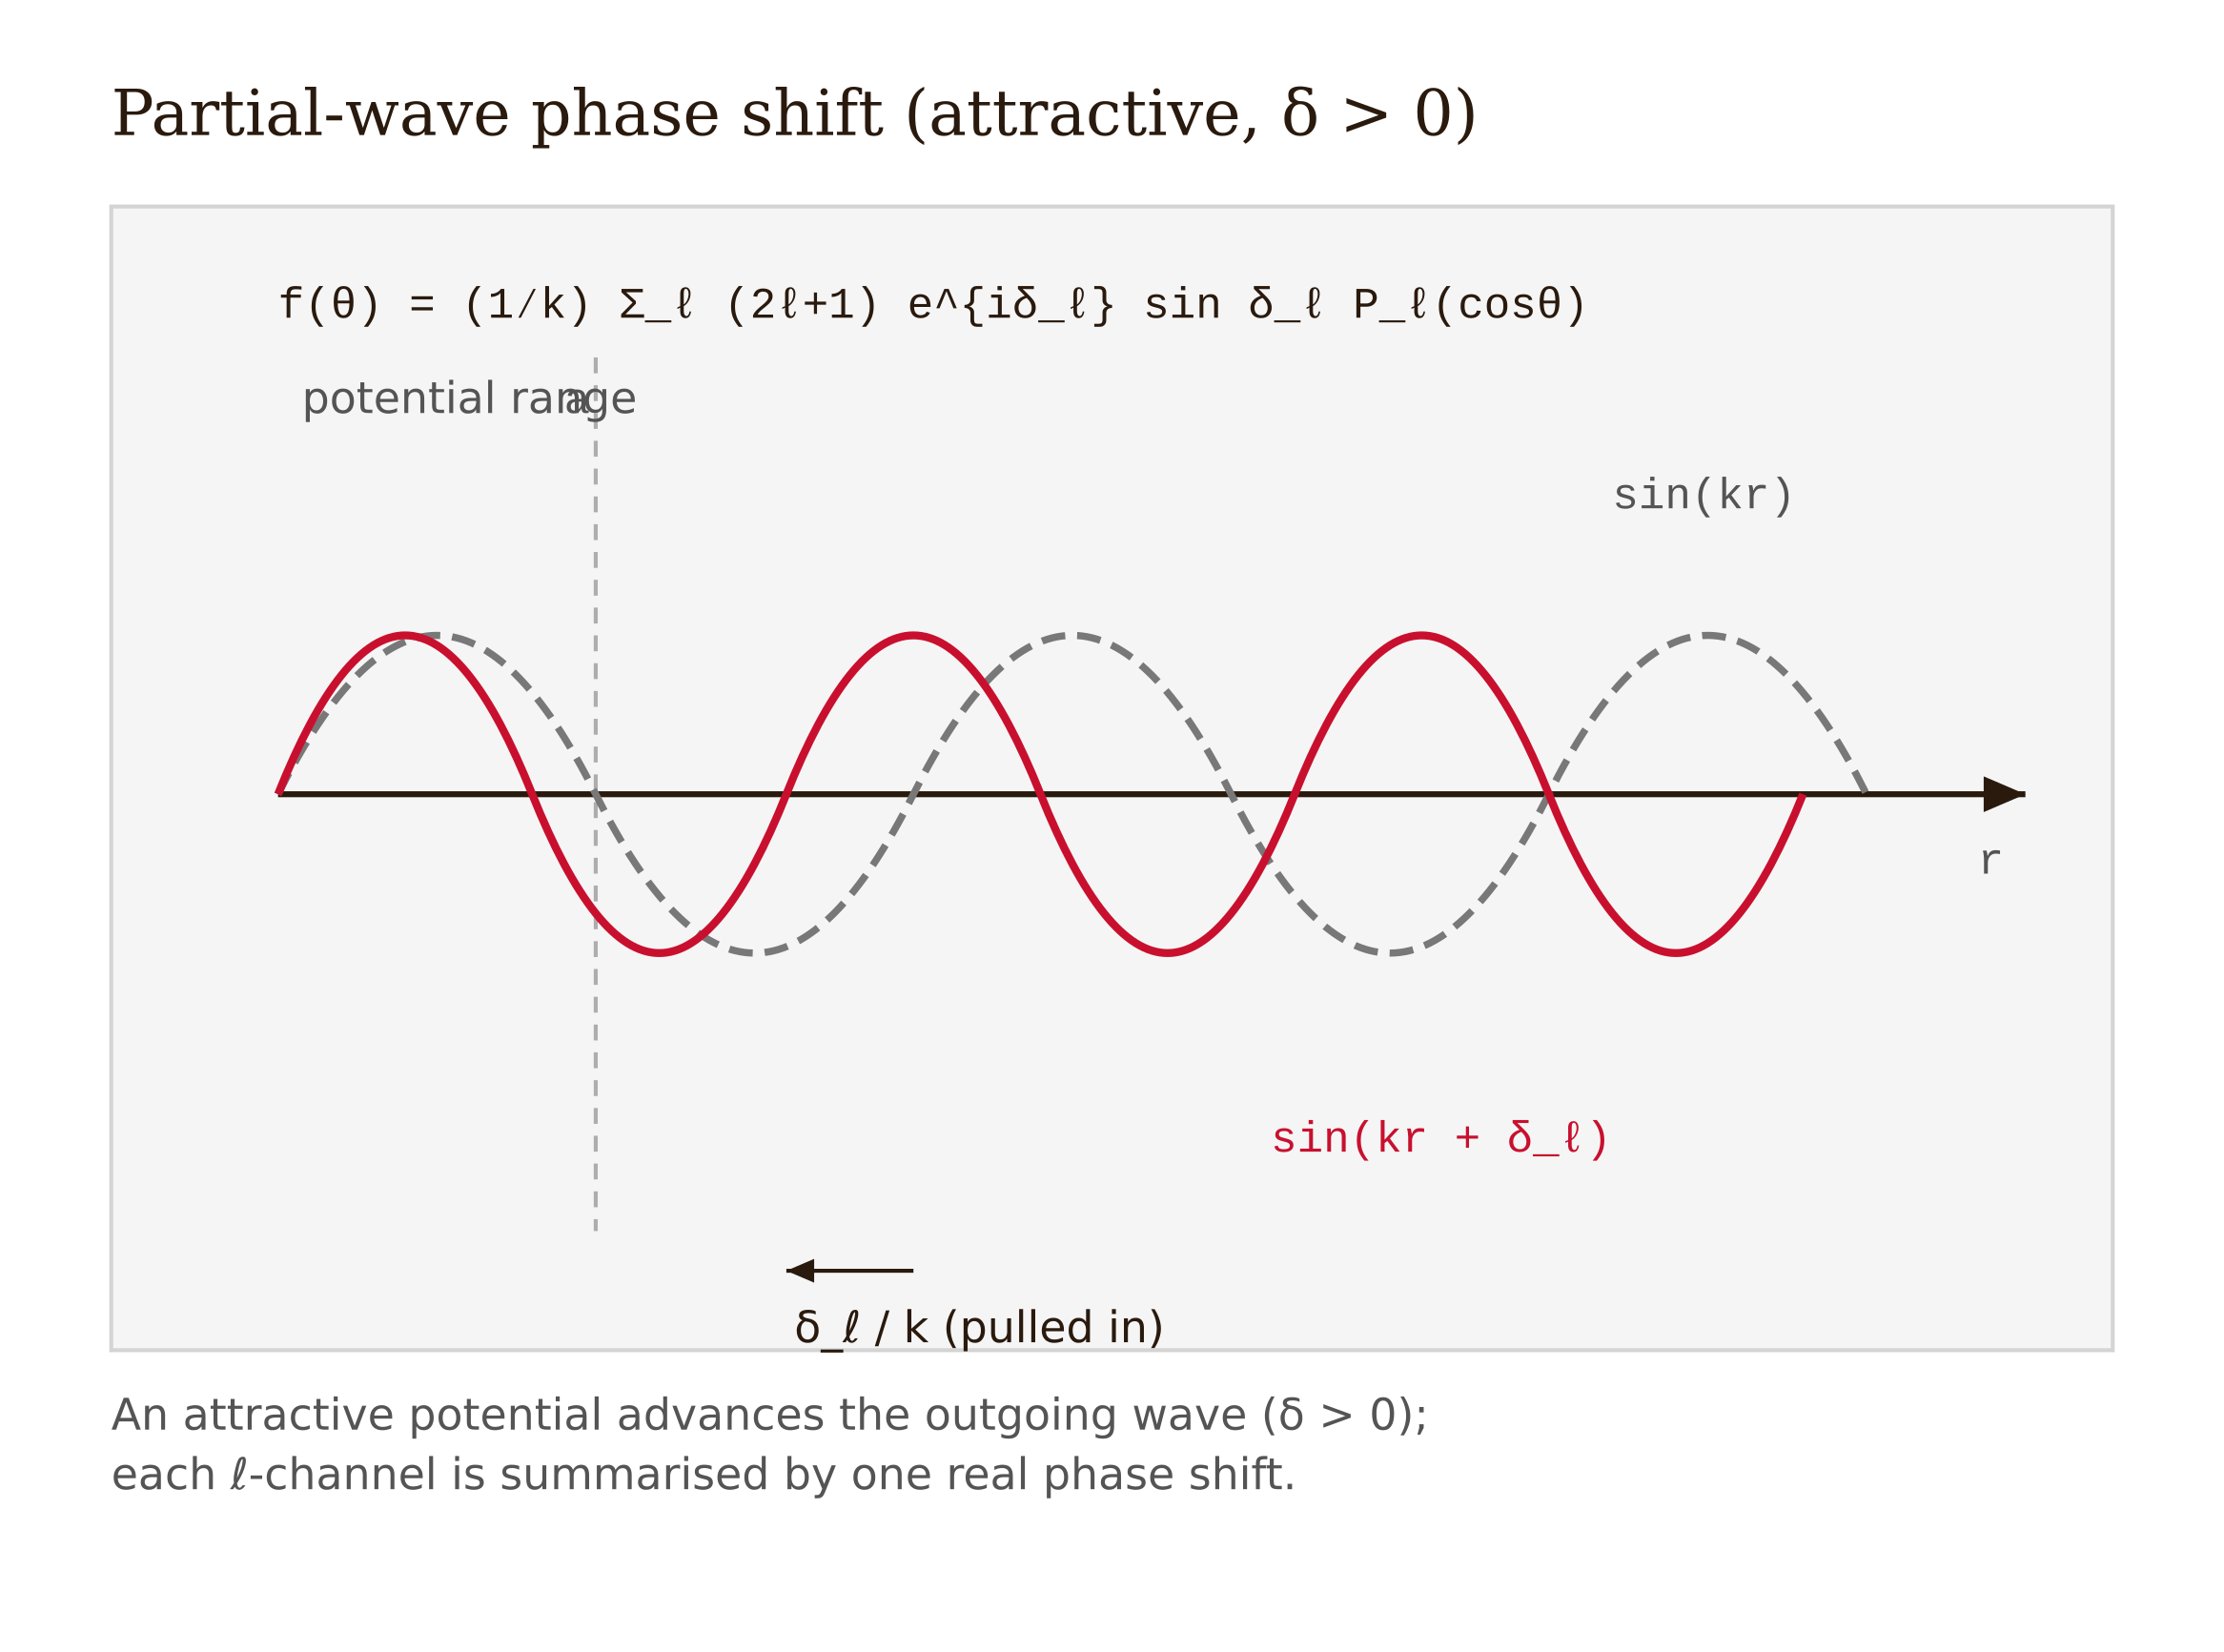 Partial-wave phase shift (attractive, δ > 0)
f(θ) = (1/k) Σ_ℓ (2ℓ+1) e^{iδ_ℓ} sin δ_ℓ P_ℓ(cosθ)
potential range
a
sin(kr)
r
sin(kr + δ_ℓ)
δ_ℓ / k (pulled in)
An attractive potential advances the outgoing wave (δ > 0);
each ℓ-channel is summarised by one real phase shift.